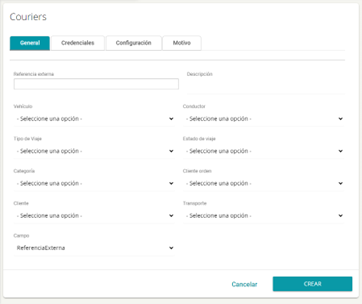 Couriers
General Credenciales Configuración Motivo
Referencia externa Descripción
Vehículo Conductor
- Seleccione una opción - - Seleccione una opción -
Tipo de Viaje Estado de viaje
- Seleccione una opción - - Seleccione una opción -
Categoría Cliente orden
- Seleccione una opción - - Seleccione una opción -
Cliente Transporte
- Seleccione una opción - - Seleccione una opción -
Campo
ReferenciaExterna
Cancelar CREAR